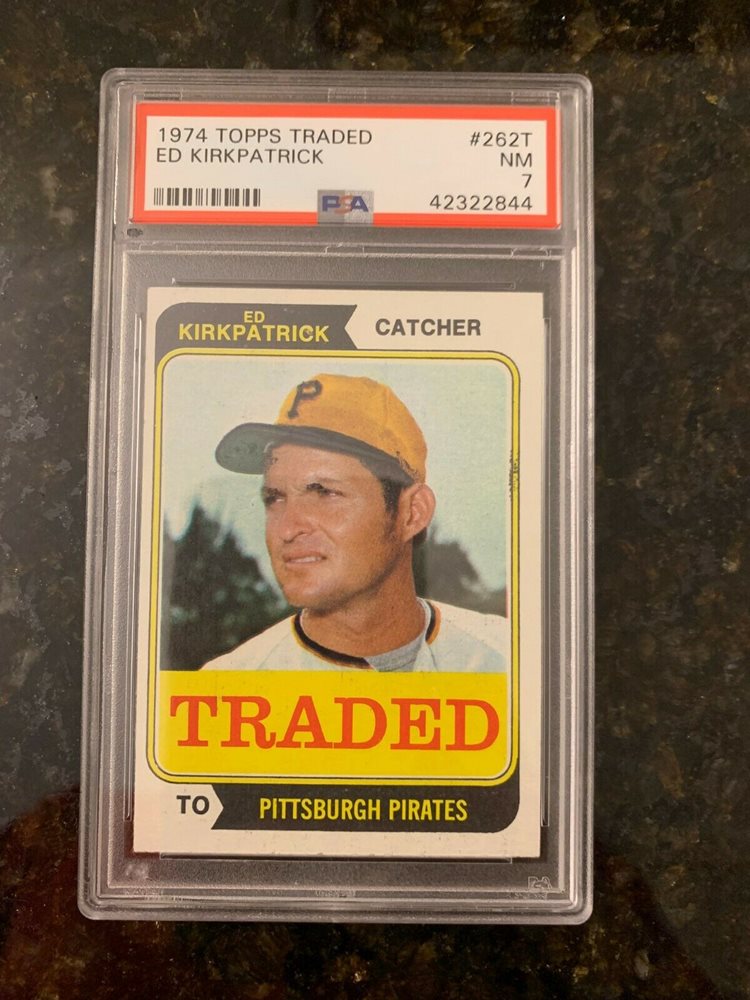 1974 TOPPS TRADED #262T
ED KIRKPATRICK NM
7
PSA 42322844
ED
KIRKPATRICK CATCHER
P
TRADED
TO PITTSBURGH PIRATES